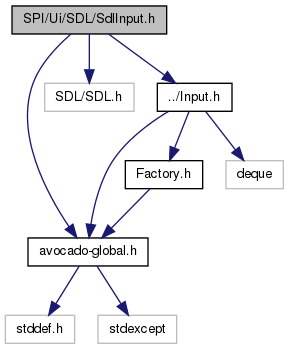 SPI/Ui/SDL/SdlInput.h
SDL/SDL.h
../Input.h
Factory.h
deque
avocado-global.h
stddef.h
stdexcept